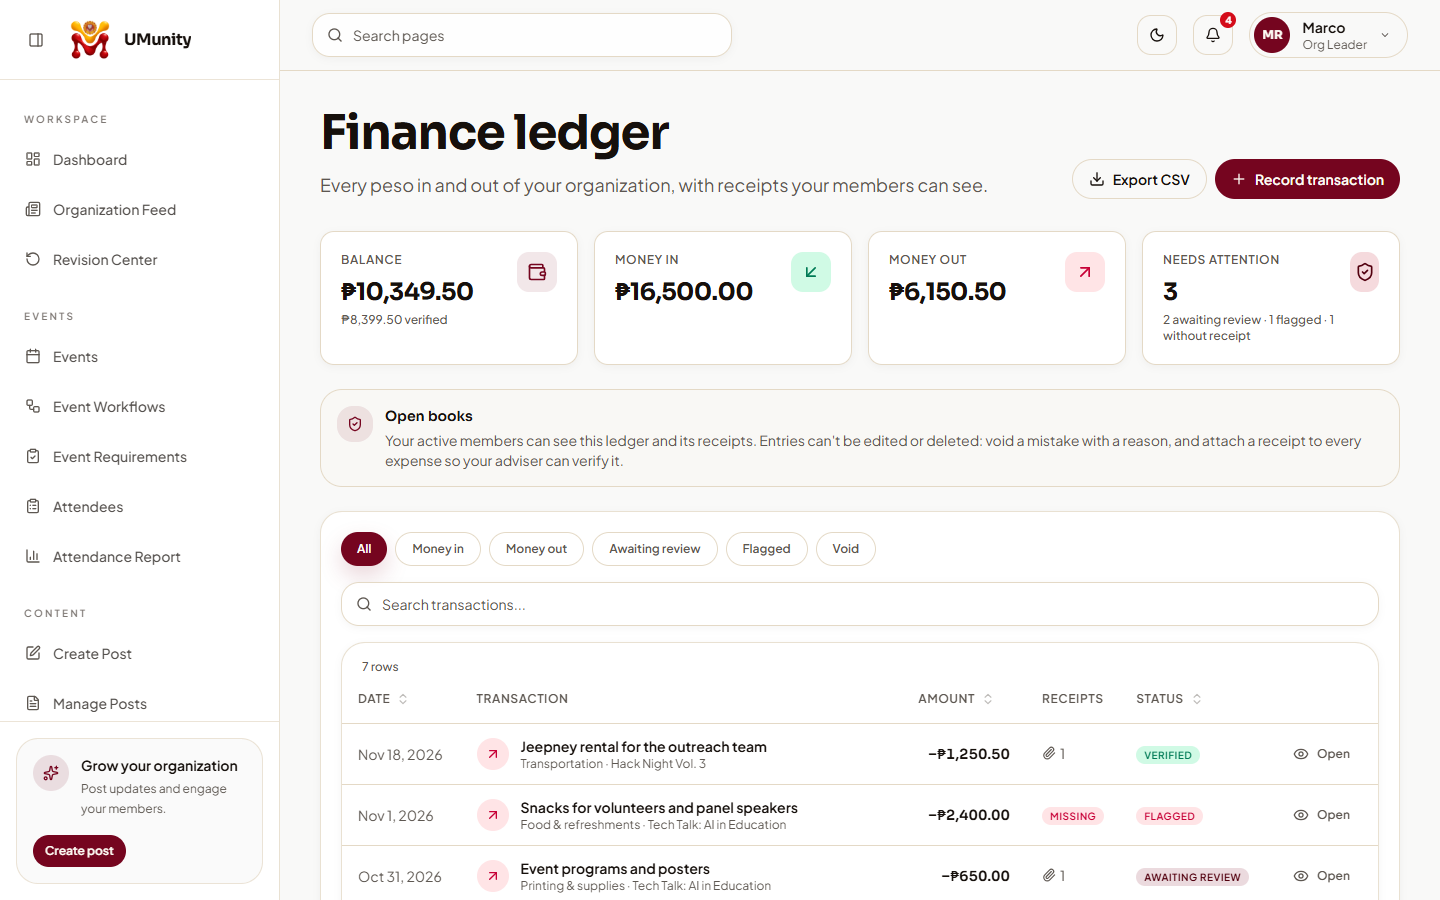 UMunity
Search pages
4
MR
Marco
Org Leader
WORKSPACE
Dashboard
Organization Feed
Revision Center
EVENTS
Events
Event Workflows
Event Requirements
Attendees
Attendance Report
CONTENT
Create Post
Manage Posts
Grow your organization
Post updates and engage
your members.
Create post
Finance ledger
Every peso in and out of your organization, with receipts your members can see.
Export CSV
Record transaction
BALANCE
₱10,349.50
₱8,399.50 verified
MONEY IN
₱16,500.00
MONEY OUT
₱6,150.50
NEEDS ATTENTION
3
2 awaiting review · 1 flagged · 1
without receipt
Open books
Your active members can see this ledger and its receipts. Entries can't be edited or deleted: void a mistake with a reason, and attach a receipt to every
expense so your adviser can verify it.
All
Money in
Money out
Awaiting review
Flagged
Void
Search transactions...
7 rows
DATE
TRANSACTION
AMOUNT
RECEIPTS
STATUS
Nov 18, 2026
Jeepney rental for the outreach team
Transportation · Hack Night Vol. 3
−₱1,250.50
1
VERIFIED
Open
Nov 1, 2026
Snacks for volunteers and panel speakers
Food & refreshments · Tech Talk: AI in Education
−₱2,400.00
MISSING
FLAGGED
Open
Oct 31, 2026
Event programs and posters
Printing & supplies · Tech Talk: AI in Education
−₱650.00
1
AWAITING REVIEW
Open